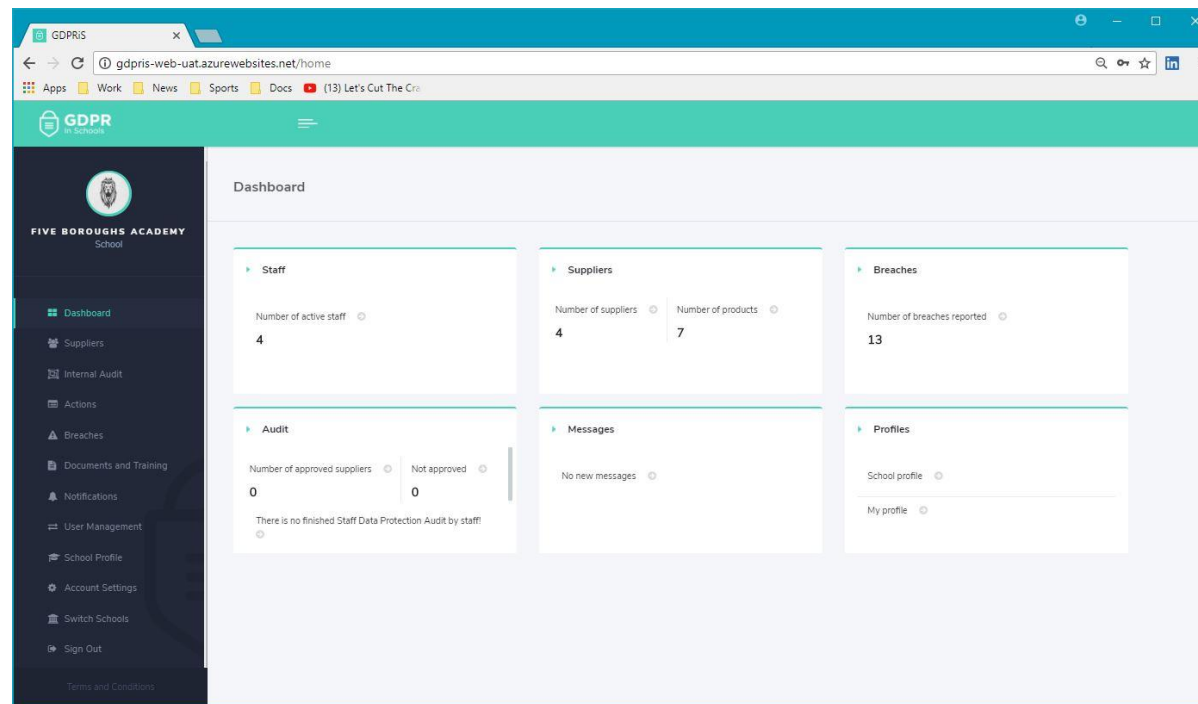 GDPRiS
gdpris-web-uat.azurewebsites.net/home
Apps Work News Sports Docs (13) Let's Cut The Cra
GDPR
in Schools
FIVE BOROUGHS ACADEMY
School
Dashboard
Suppliers
Internal Audit
Actions
Breaches
Documents and Training
Notifications
User Management
School Profile
Account Settings
Switch Schools
Sign Out
Terms and Conditions
Dashboard
Staff
Number of active staff
4
Suppliers
Number of suppliers Number of products
4 7
Breaches
Number of breaches reported
13
Audit
Number of approved suppliers Not approved
0 0
There is no finished Staff Data Protection Audit by staff!
Messages
No new messages
Profiles
School profile
My profile